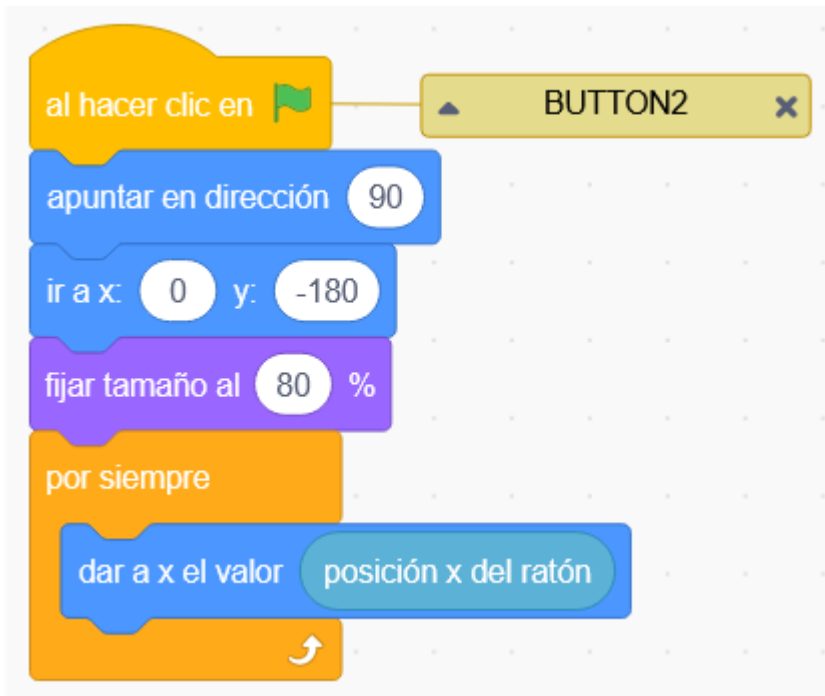 al hacer clic en
BUTTON2
apuntar en dirección 90
ir a x: 0 y: -180
fijar tamaño al 80 %
por siempre
dar a x el valor posición x del ratón